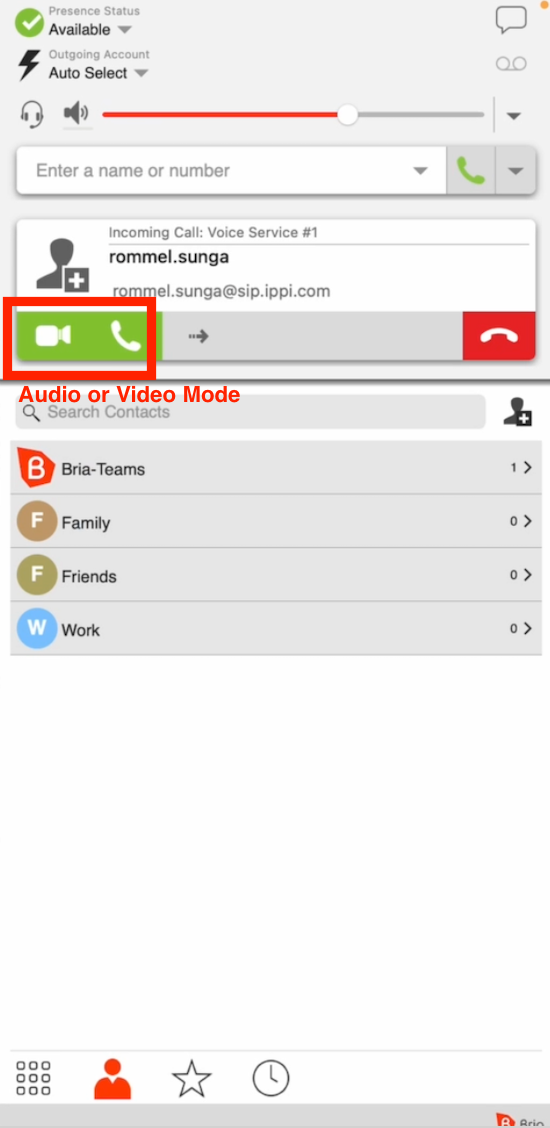 Presence Status
Available
Outgoing Account
Auto Select
Enter a name or number
Incoming Call: Voice Service #1
rommel.sunga
rommel.sunga@sip.ippi.com
Audio or Video Mode
Search Contacts
B Bria-Teams 1
F Family 0
F Friends 0
W Work 0
B Bria